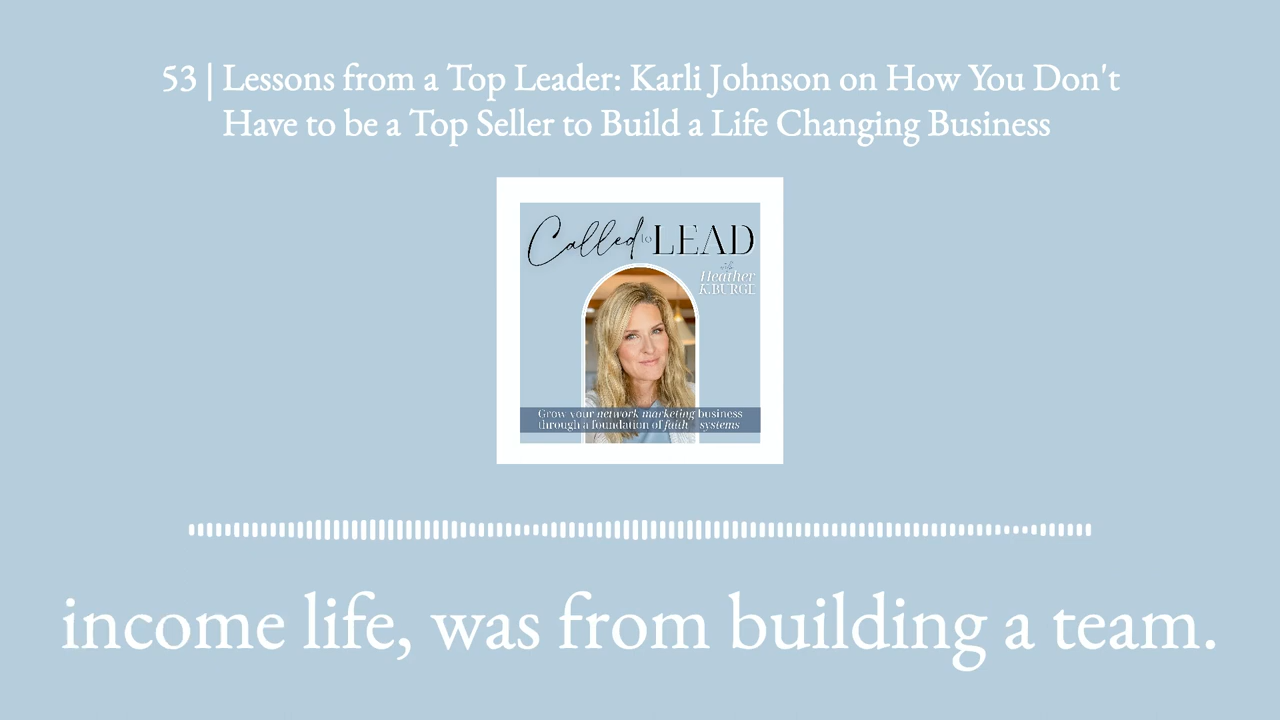 53 | Lessons from a Top Leader: Karli Johnson on How You Don't
Have to be a Top Seller to Build a Life Changing Business
Called to LEAD
with
Heather
K.BURGE
Grow your network marketing business
through a foundation of faith + systems
income life, was from building a team.